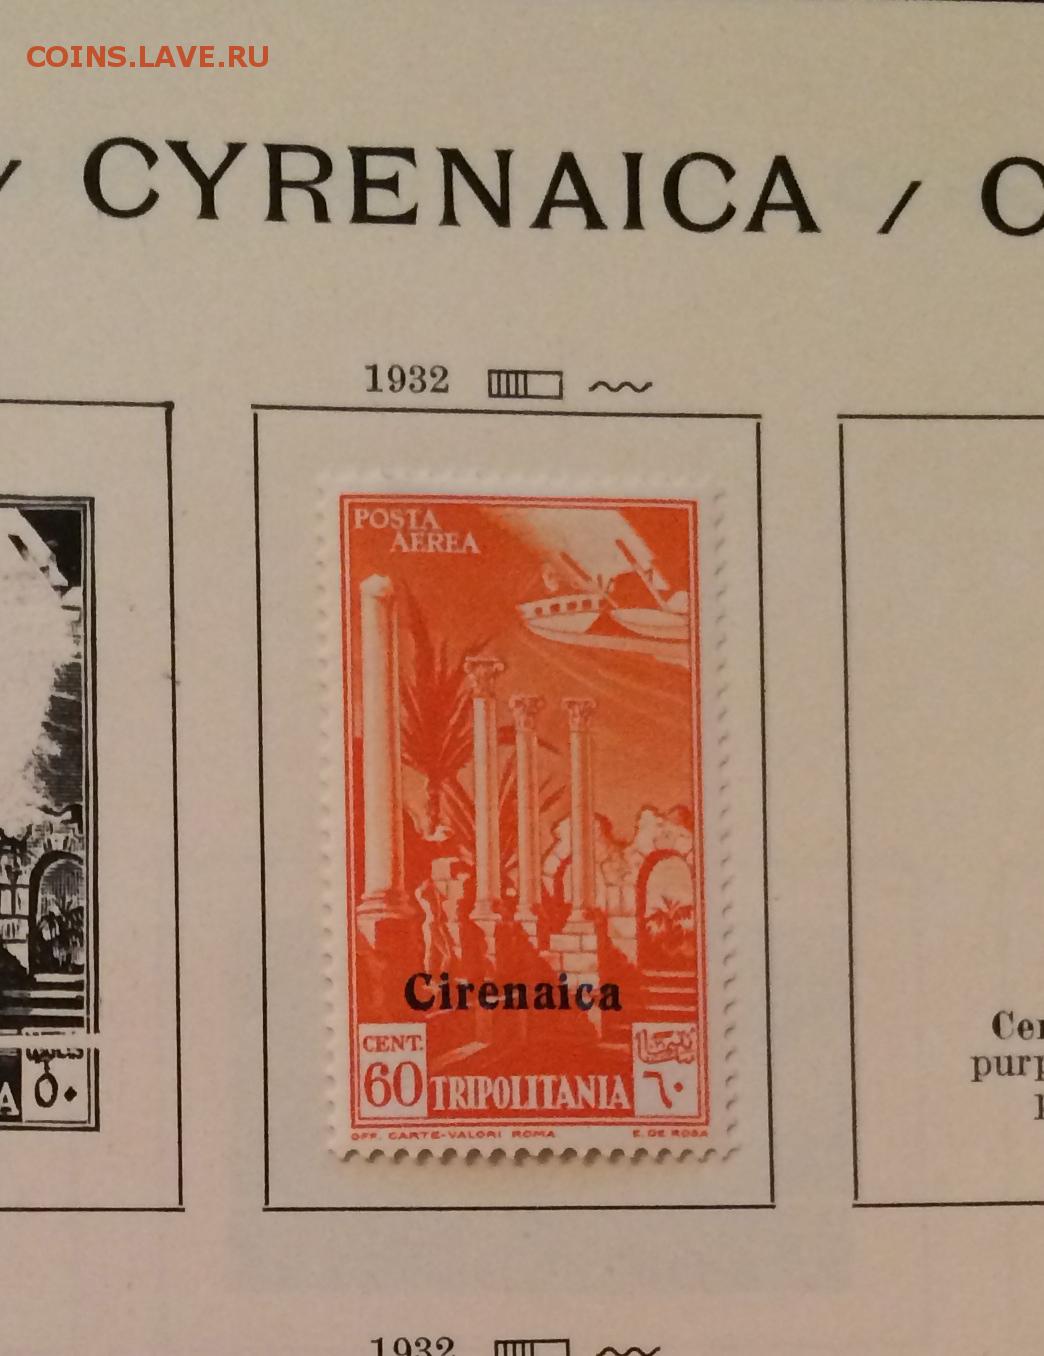 COINS.LAVE.RU
/ CYRENAICA / C
1932
POSTA
AEREA
Cirenaica
CENT.
60 TRIPOLITANIA ٦٠
OFF. CARTE-VALORI ROMA E. DE ROSA
A ٥٠
1932